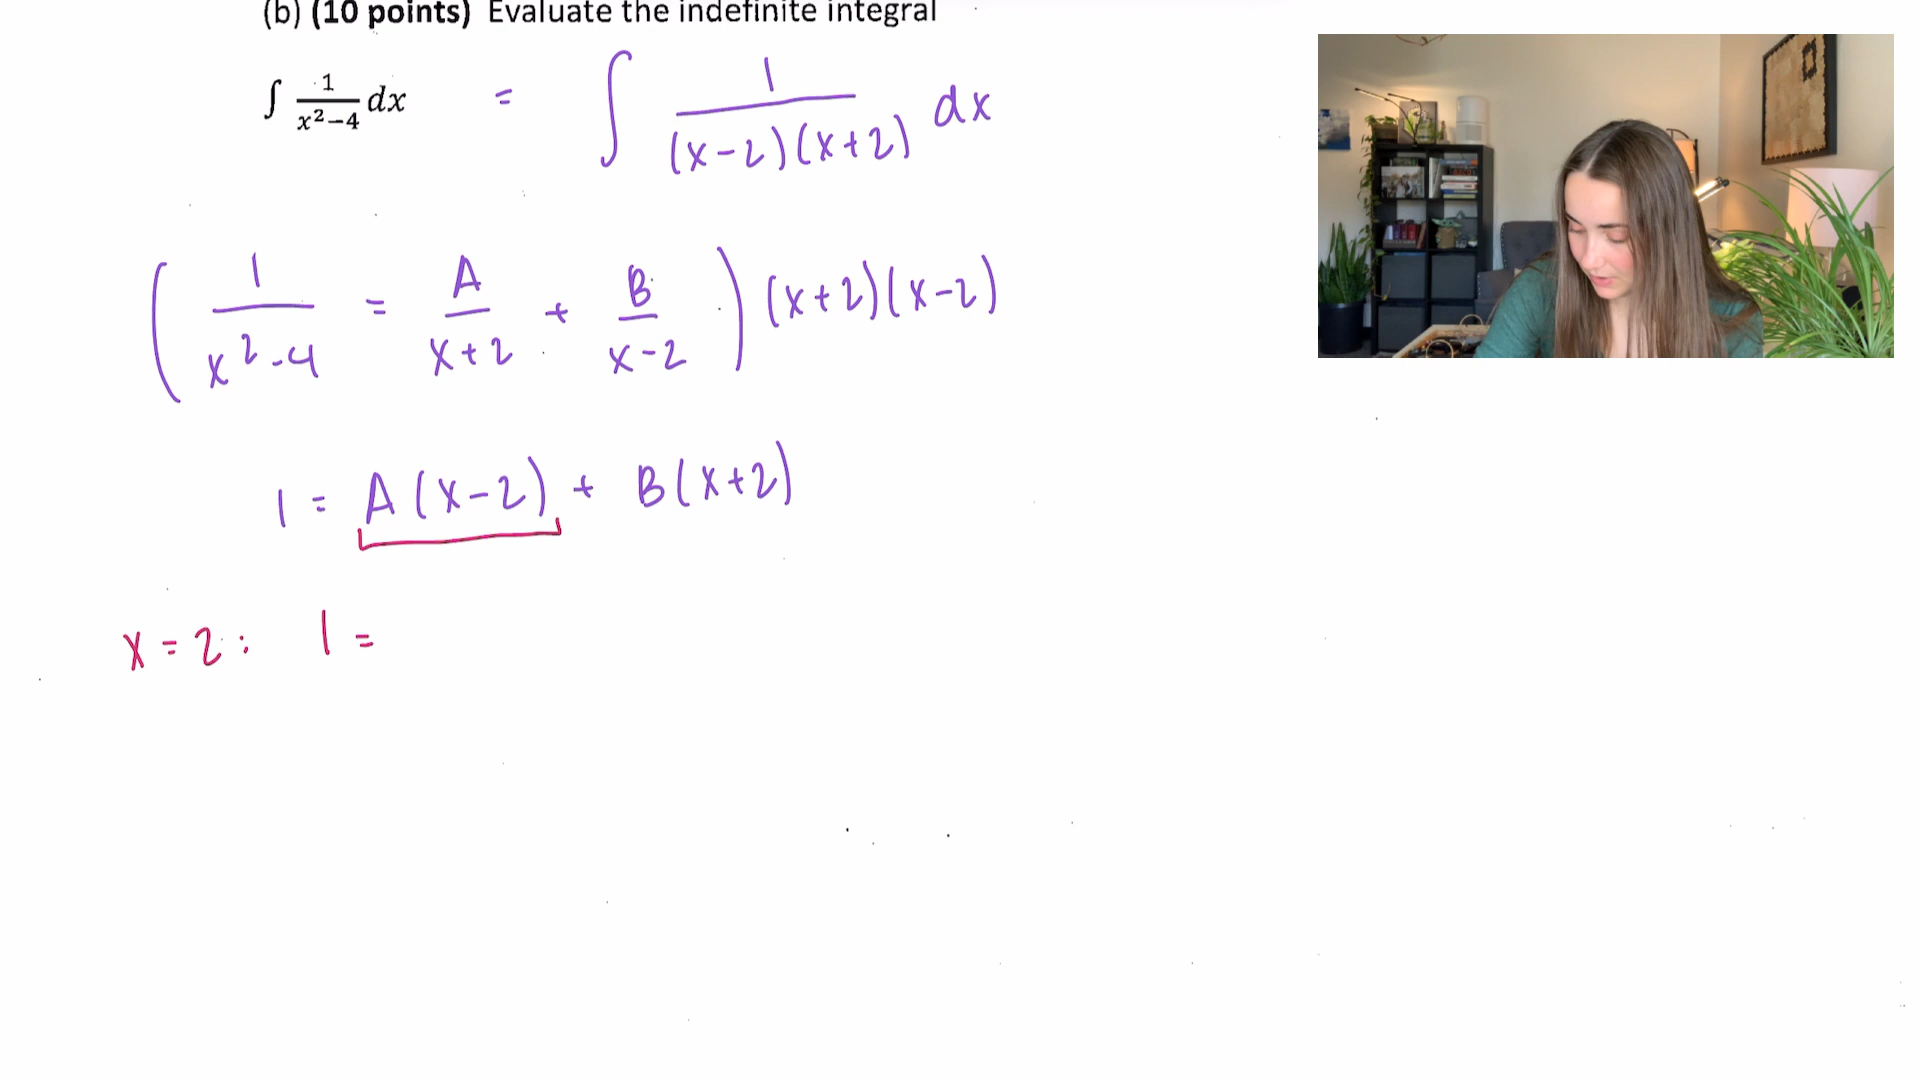 (b) (10 points) Evaluate the indefinite integral
∫ 1/(x²−4) dx = ∫ 1/((x-2)(x+2)) dx
( 1/(x²-4) = A/(x+2) + B/(x-2) ) (x+2)(x-2)
1 = A(x-2) + B(x+2)
x = 2 : 1 =